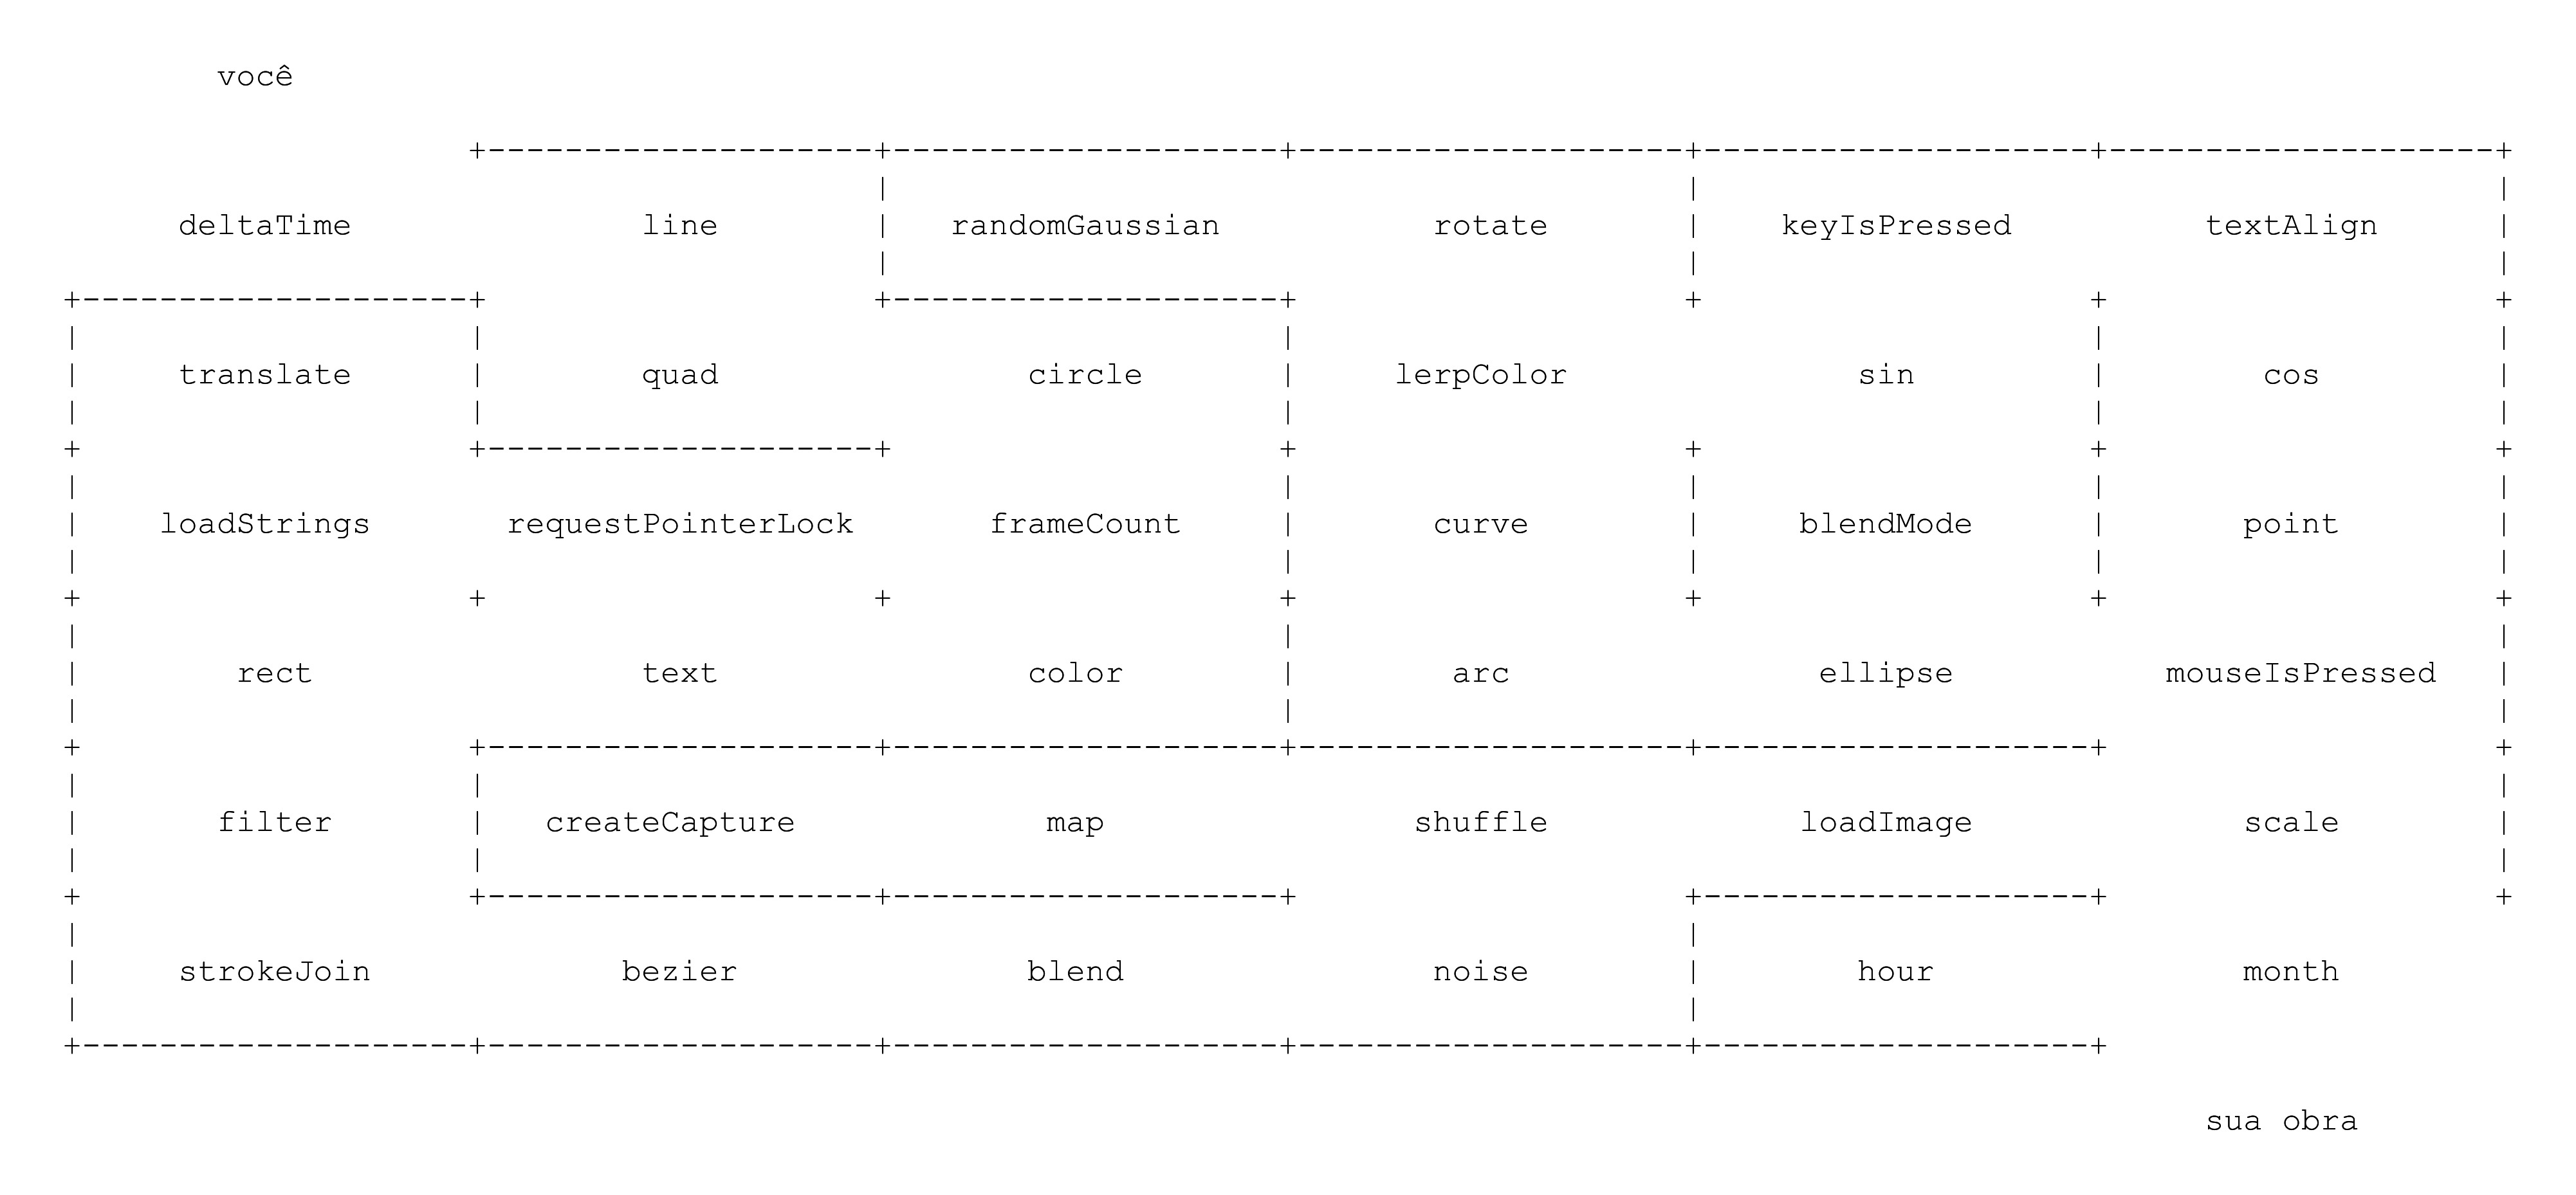 você
deltaTime line randomGaussian rotate keyIsPressed textAlign
translate quad circle lerpColor sin cos
loadStrings requestPointerLock frameCount curve blendMode point
rect text color arc ellipse mouseIsPressed
filter createCapture map shuffle loadImage scale
strokeJoin bezier blend noise hour month
sua obra